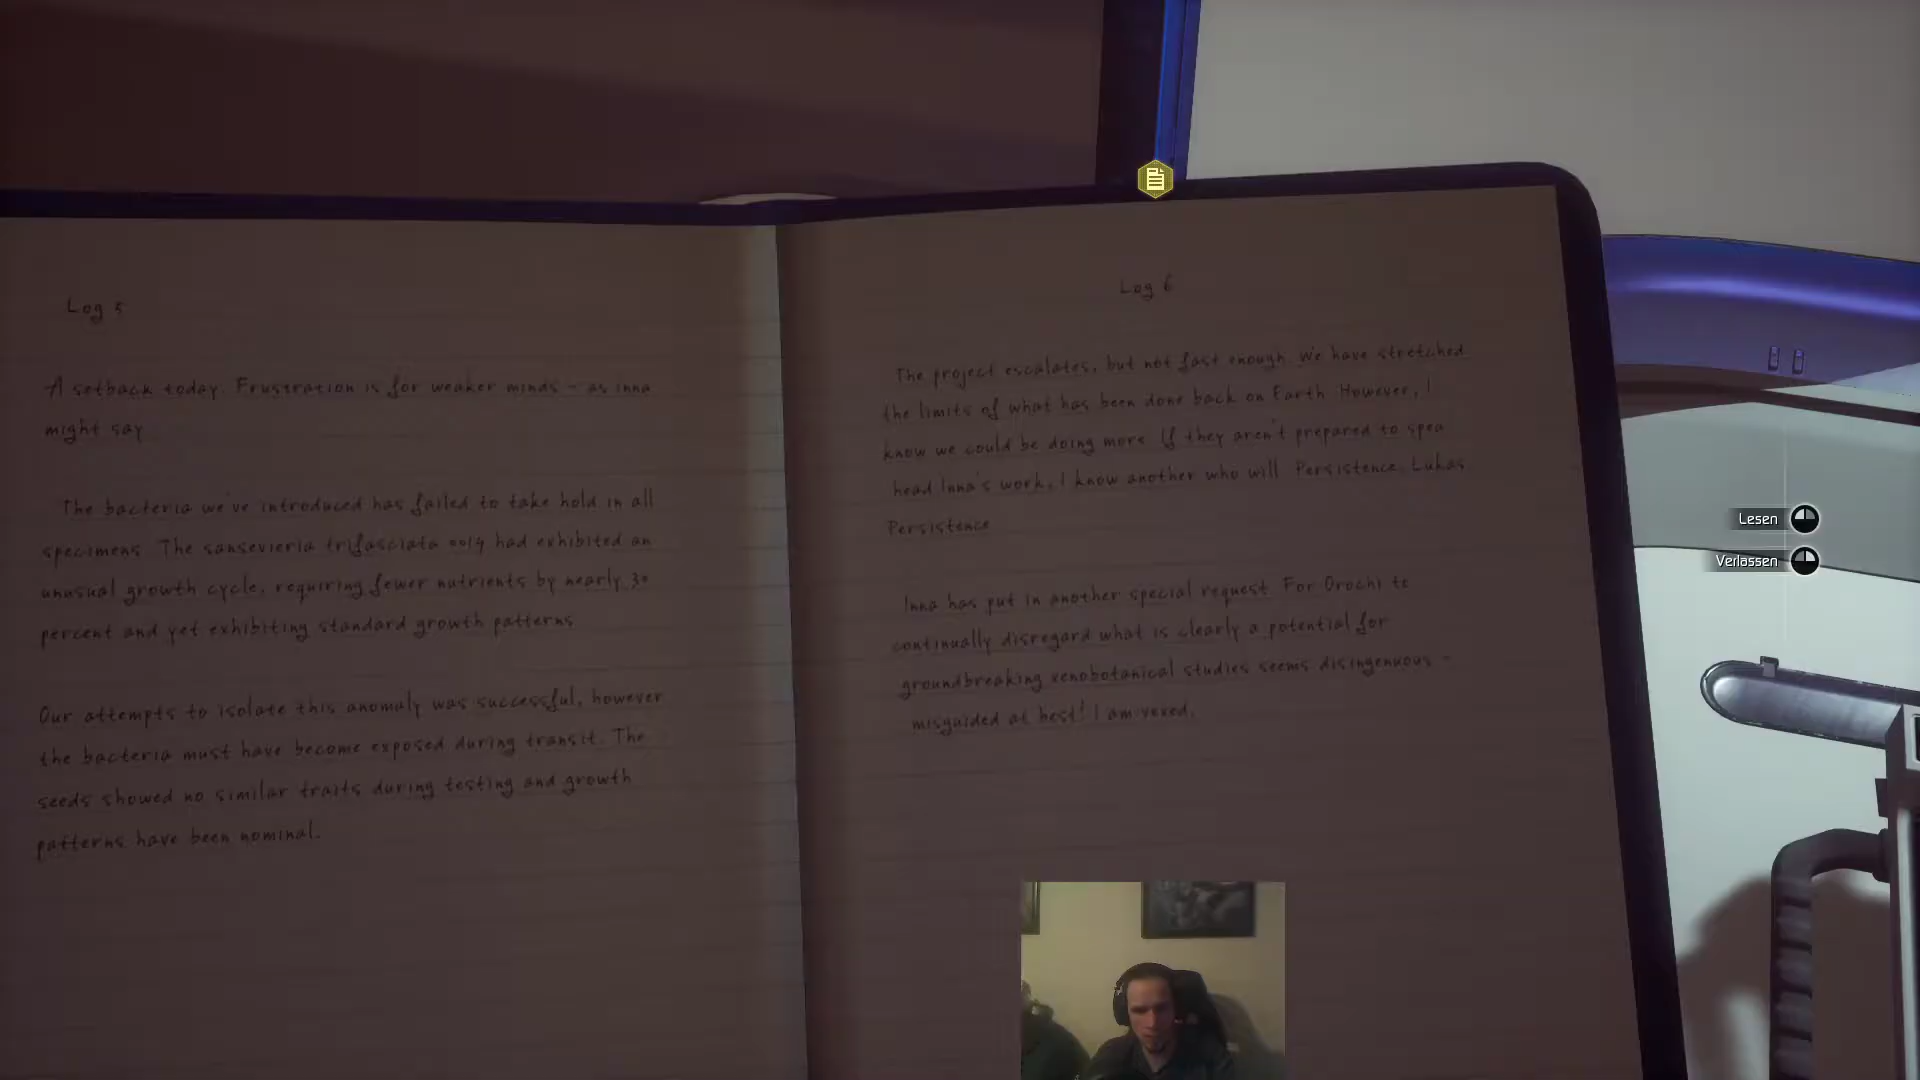 Log 5
A setback today. Frustration is for weaker minds - as Inna
might say
The bacteria we've introduced has failed to take hold in all
specimens. The sansevieria trifasciata 0014 had exhibited an
unusual growth cycle, requiring fewer nutrients by nearly 30
percent and yet exhibiting standard growth patterns
Our attempts to isolate this anomaly was successful, however
the bacteria must have become exposed during transit. The
seeds showed no similar traits during testing and growth
patterns have been nominal.
Log 6
The project escalates, but not fast enough. We have stretched
the limits of what has been done back on Earth. However, I
know we could be doing more. If they aren't prepared to spea
head Inna's work, I know another who will. Persistence. Lukas.
Persistence
Inna has put in another special request. For Orochi to
continually disregard what is clearly a potential for
groundbreaking xenobotanical studies seems disingenuous -
misguided at best! I am vexed.
Lesen
Verlassen